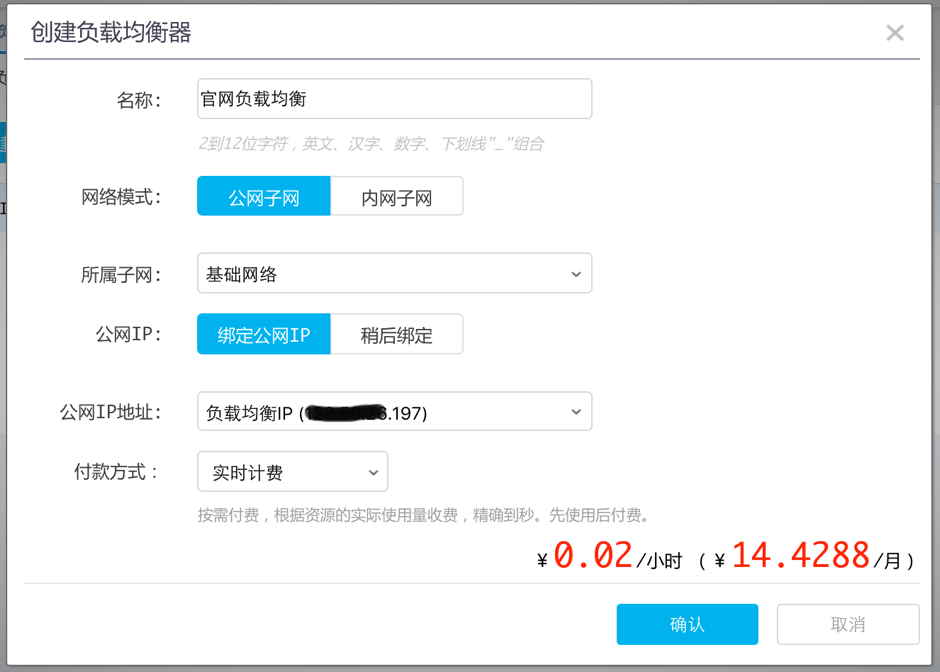 创建负载均衡器
名称：
官网负载均衡
2到12位字符，英文、汉字、数字、下划线"_"组合
网络模式：
公网子网 内网子网
所属子网：
基础网络
公网IP：
绑定公网IP 稍后绑定
公网IP地址：
负载均衡IP ( .197)
付款方式：
实时计费
按需付费，根据资源的实际使用量收费，精确到秒。先使用后付费。
¥0.02/小时 （¥14.4288/月）
确认 取消